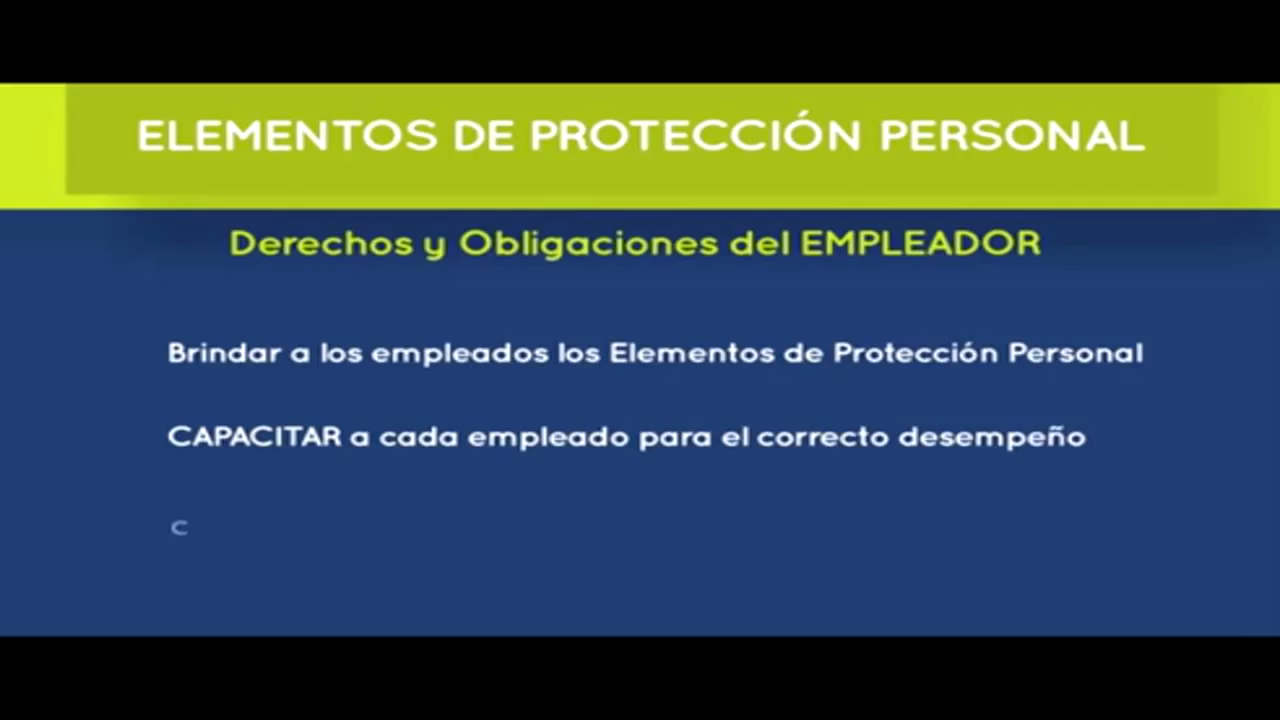 ELEMENTOS DE PROTECCIÓN PERSONAL
Derechos y Obligaciones del EMPLEADOR
Brindar a los empleados los Elementos de Protección Personal
CAPACITAR a cada empleado para el correcto desempeño
c